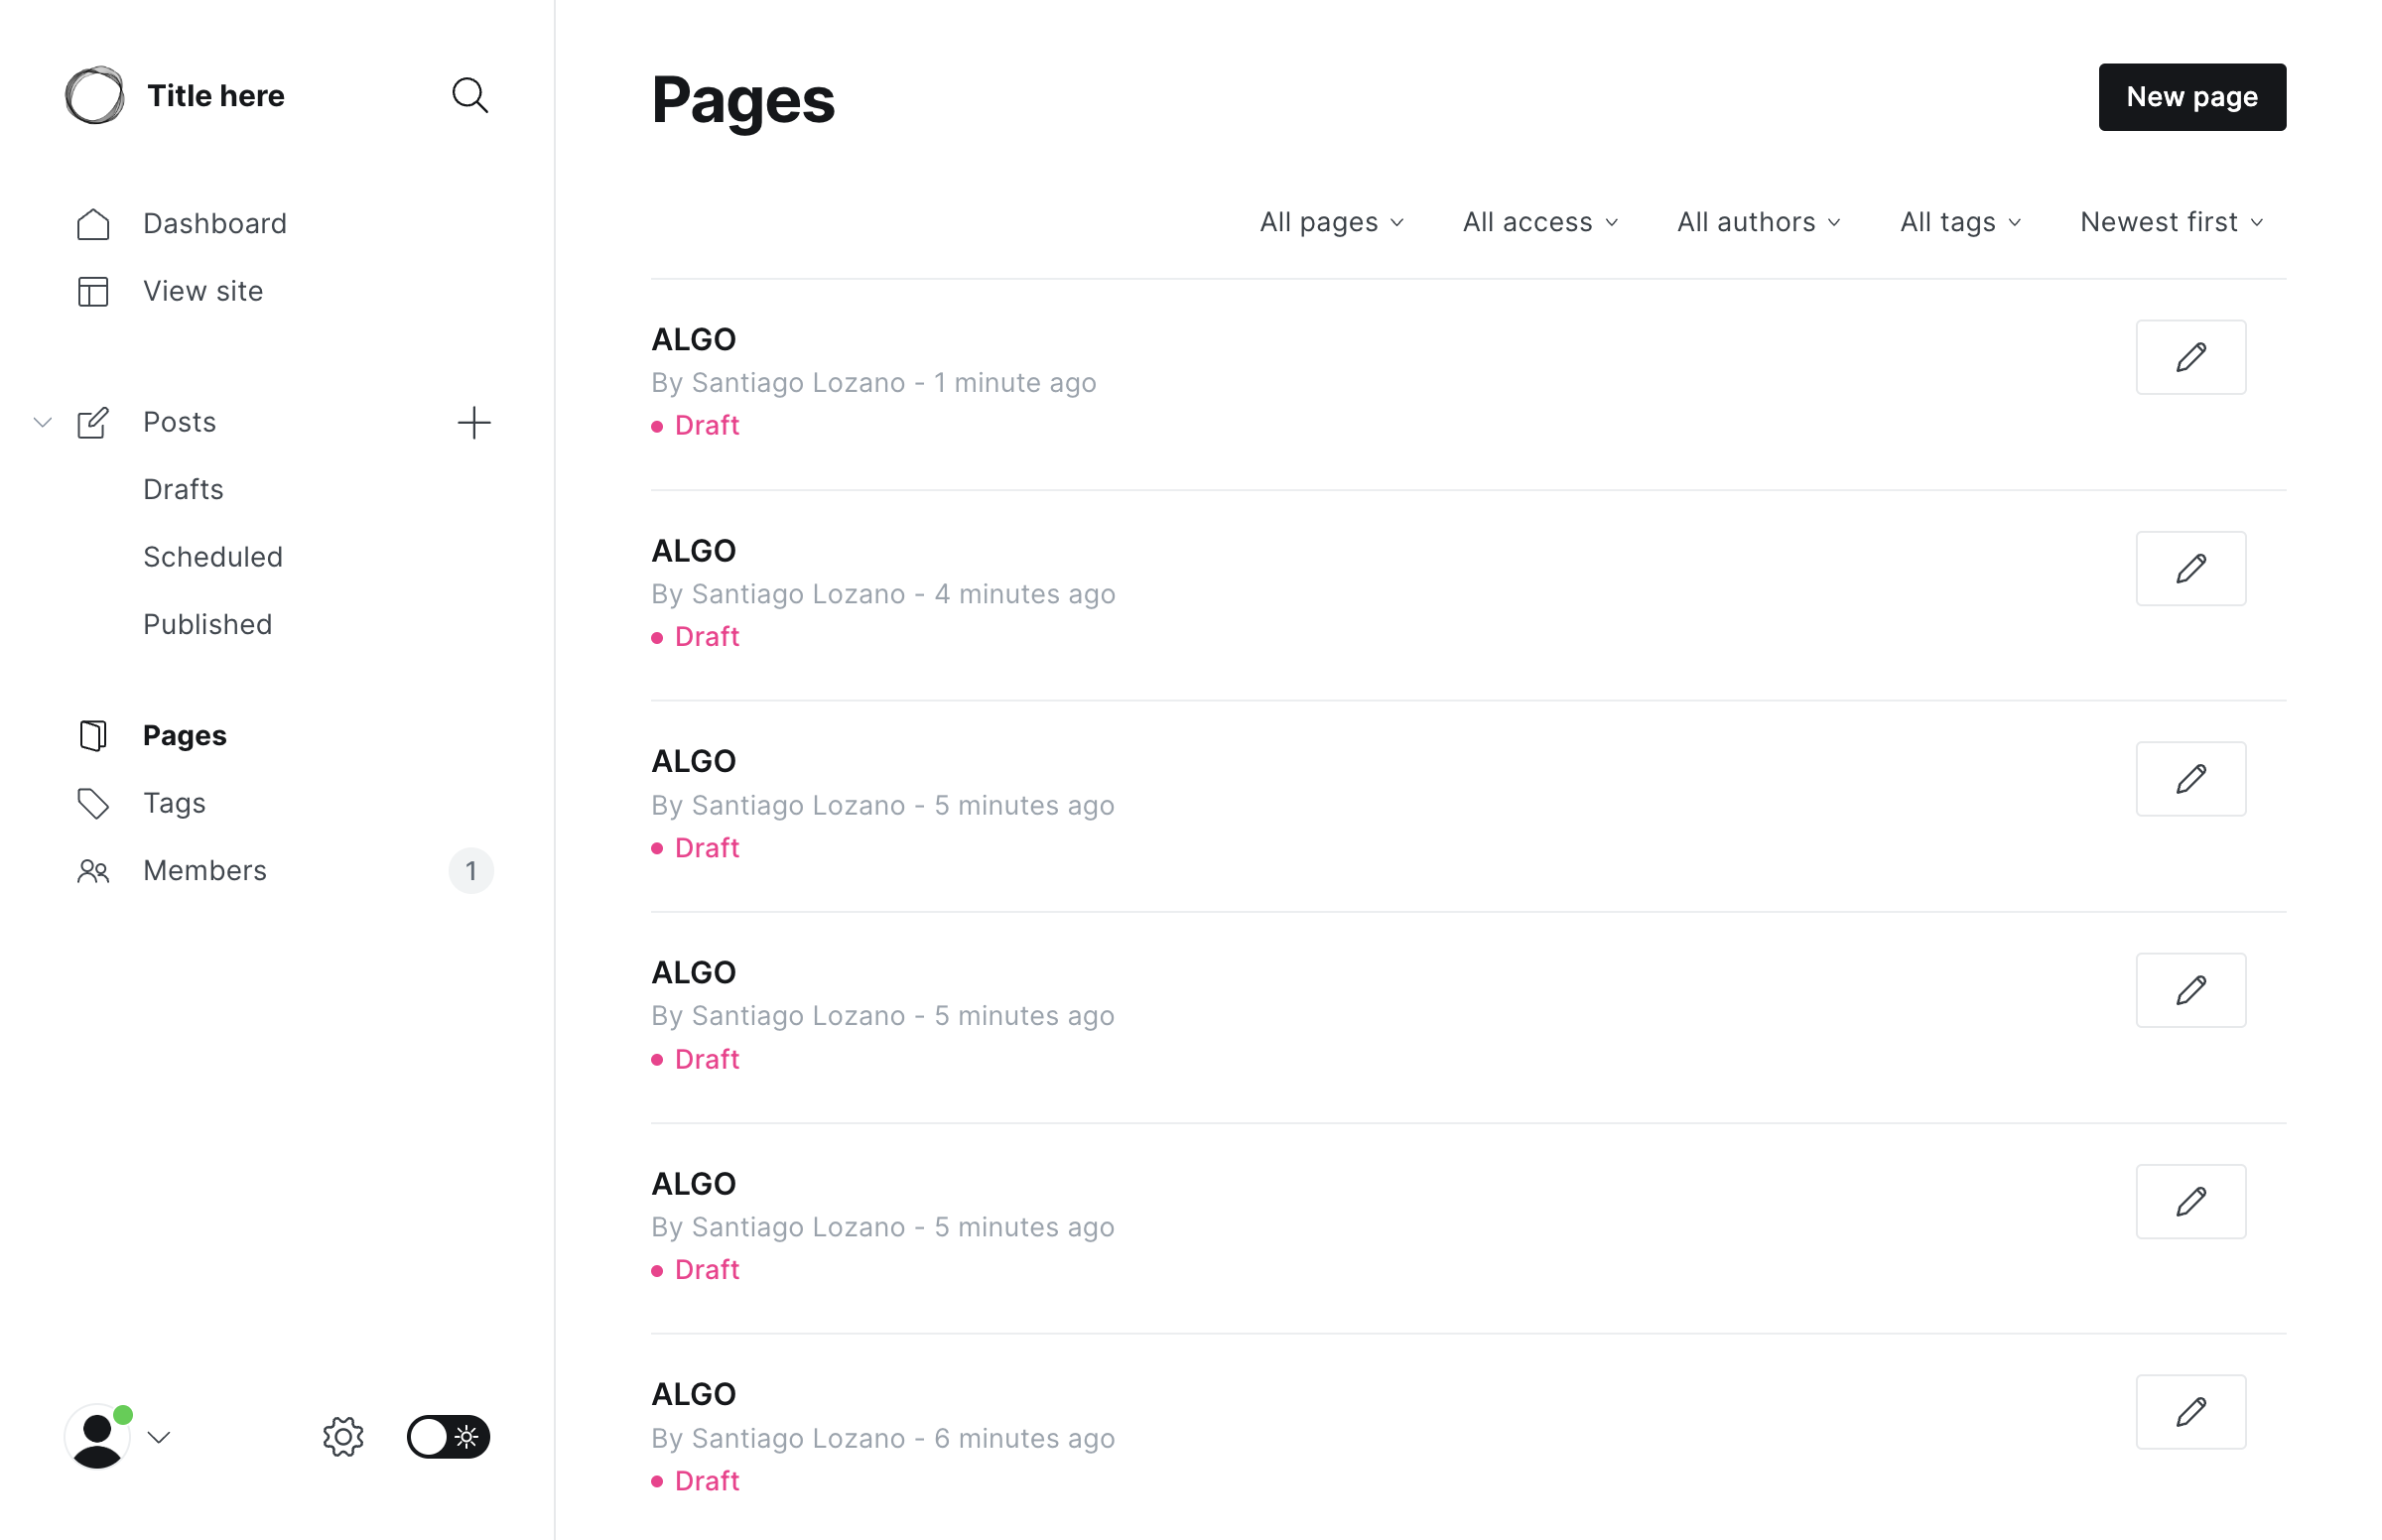 Title here
Dashboard
View site
Posts
Drafts
Scheduled
Published
Pages
Tags
Members
1
Pages
New page
All pages
All access
All authors
All tags
Newest first
ALGO
By Santiago Lozano - 1 minute ago
Draft
ALGO
By Santiago Lozano - 4 minutes ago
Draft
ALGO
By Santiago Lozano - 5 minutes ago
Draft
ALGO
By Santiago Lozano - 5 minutes ago
Draft
ALGO
By Santiago Lozano - 5 minutes ago
Draft
ALGO
By Santiago Lozano - 6 minutes ago
Draft